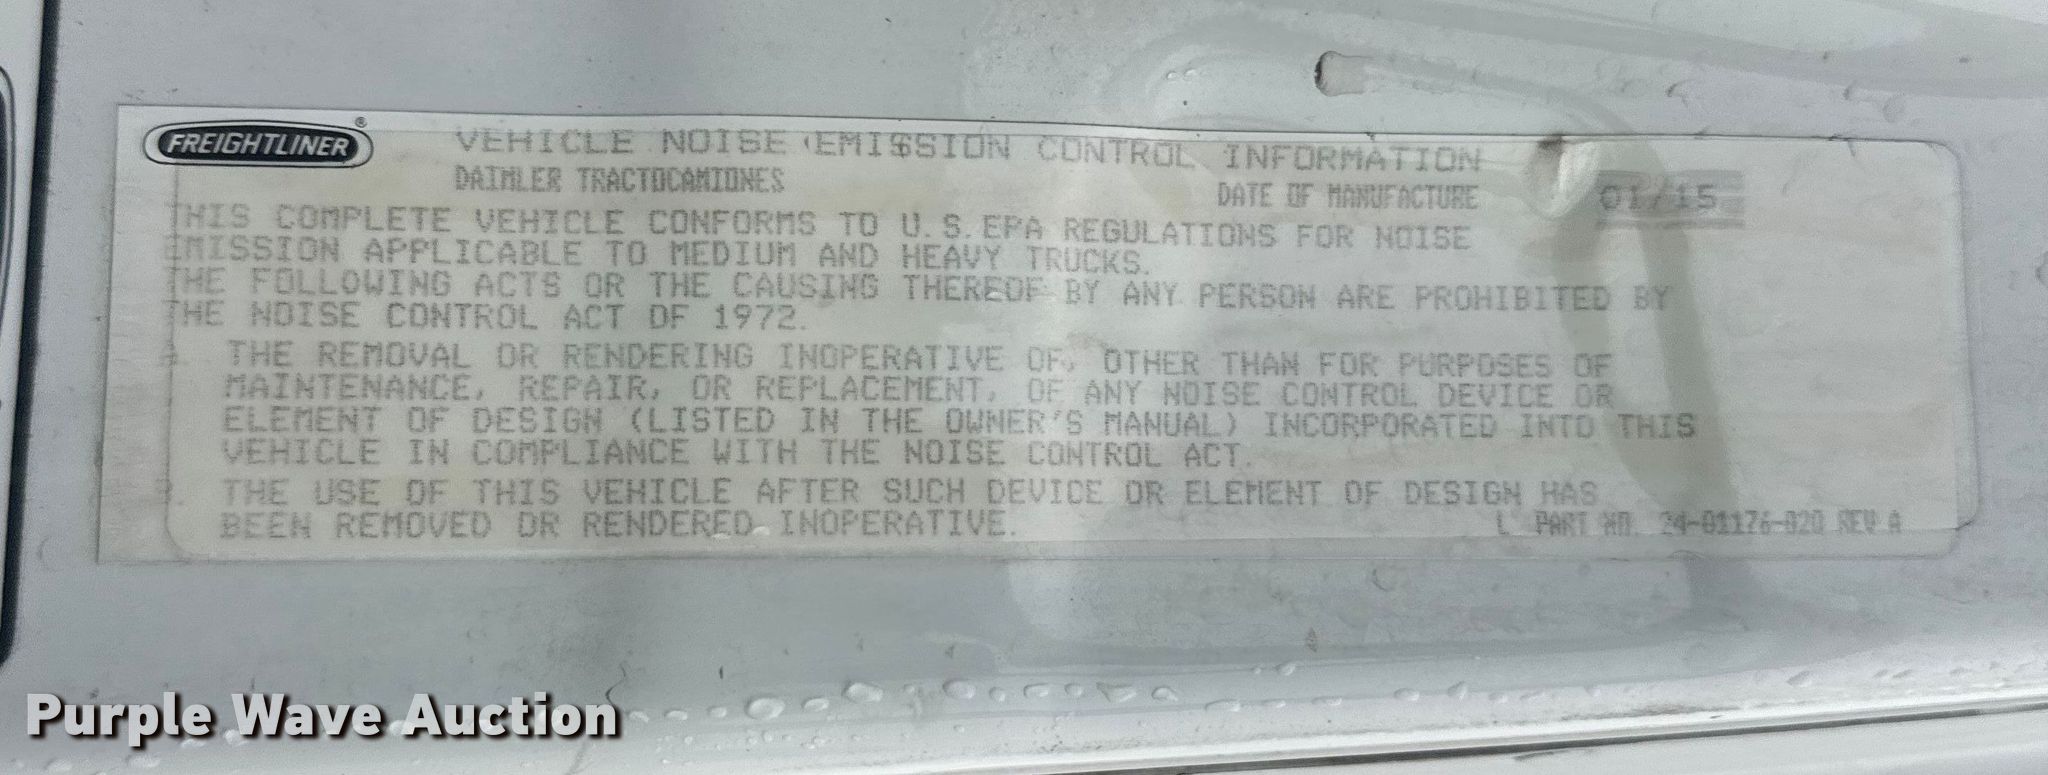 FREIGHTLINER®
VEHICLE NOISE EMISSION CONTROL INFORMATION
DAIMLER TRACTOCAMIONES
DATE OF MANUFACTURE 01/15
THIS COMPLETE VEHICLE CONFORMS TO U.S. EPA REGULATIONS FOR NOISE
EMISSION APPLICABLE TO MEDIUM AND HEAVY TRUCKS.
THE FOLLOWING ACTS OR THE CAUSING THEREOF BY ANY PERSON ARE PROHIBITED BY
THE NOISE CONTROL ACT OF 1972.
THE REMOVAL OR RENDERING INOPERATIVE OF, OTHER THAN FOR PURPOSES OF
MAINTENANCE, REPAIR, OR REPLACEMENT, OF ANY NOISE CONTROL DEVICE OR
ELEMENT OF DESIGN (LISTED IN THE OWNER'S MANUAL) INCORPORATED INTO THIS
VEHICLE IN COMPLIANCE WITH THE NOISE CONTROL ACT.
THE USE OF THIS VEHICLE AFTER SUCH DEVICE OR ELEMENT OF DESIGN HAS
BEEN REMOVED OR RENDERED INOPERATIVE.
PART NO. 24-01176-020 REV A
Purple Wave Auction